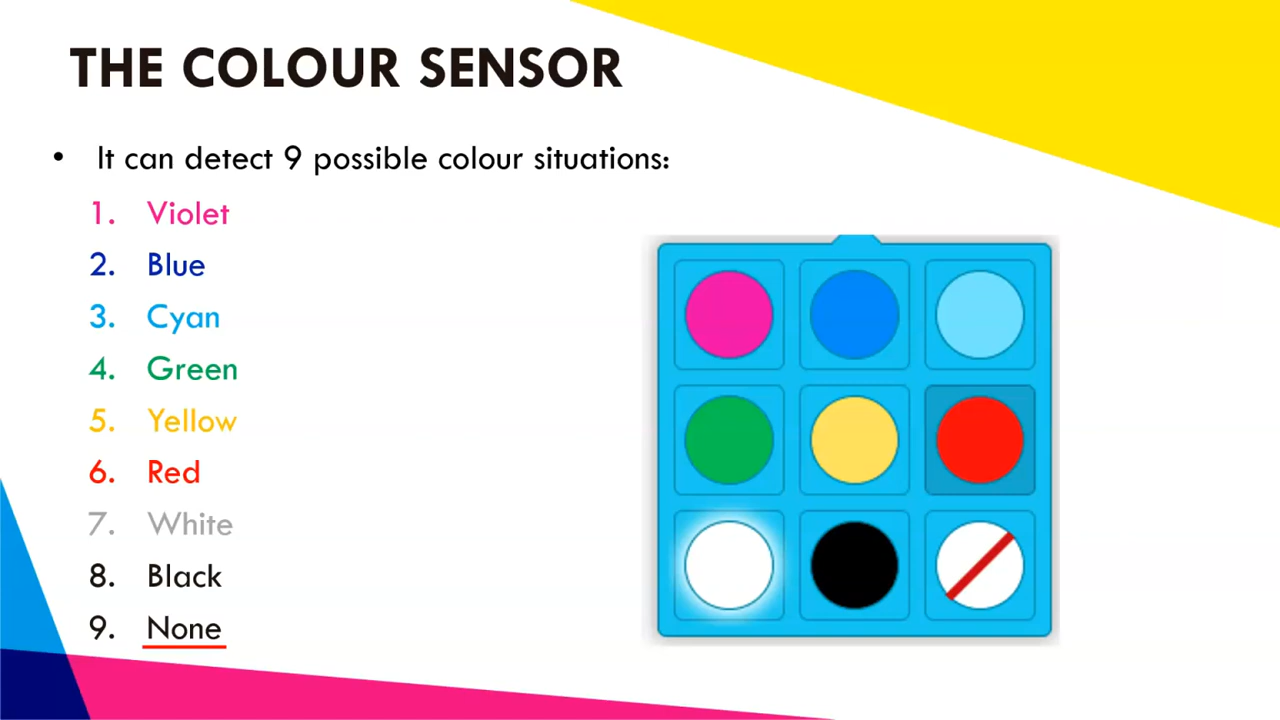 THE COLOUR SENSOR
• It can detect 9 possible colour situations:
1. Violet
2. Blue
3. Cyan
4. Green
5. Yellow
6. Red
7. White
8. Black
9. None